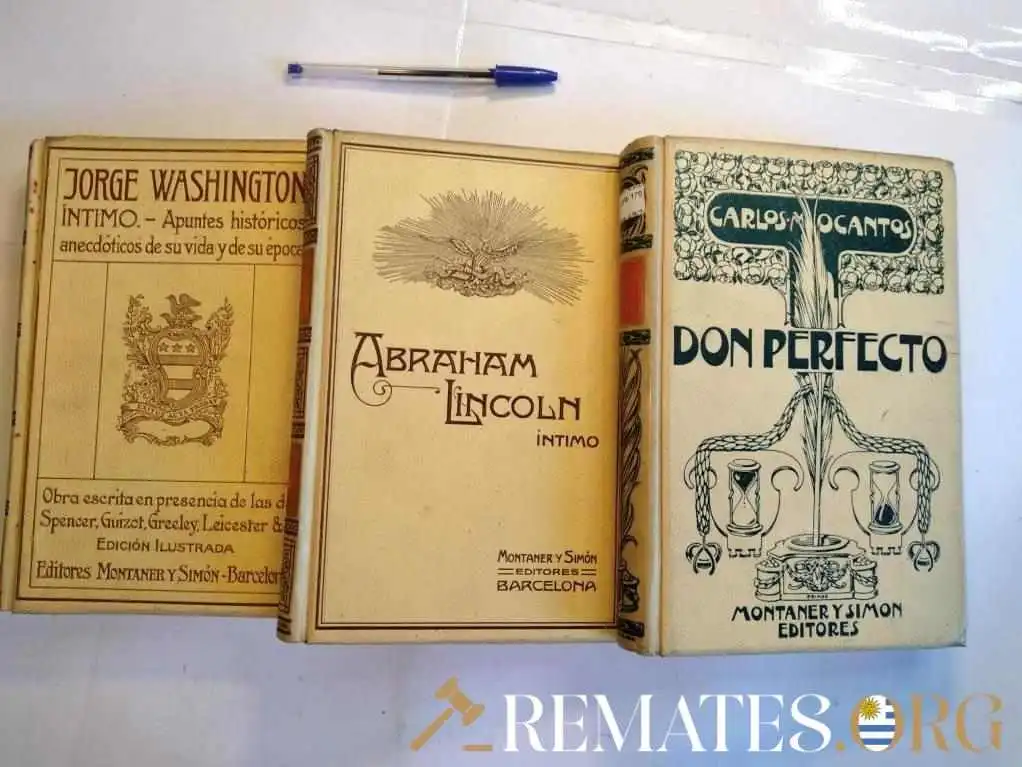 JORGE WASHINGTON
ÍNTIMO. - Apuntes históricos
anecdóticos de su vida y de su época
Obra escrita en presencia de las d
Spencer, Guizot, Greeley, Leicester &
EDICIÓN ILUSTRADA
Editores MONTANER Y SIMÓN - Barcelon
ABRAHAM
LINCOLN
ÍNTIMO
MONTANER Y SIMÓN
EDITORES
BARCELONA
CARLOS·M·OCANTOS
DON PERFECTO
MONTANER Y SIMON
EDITORES
REMATES.ORG